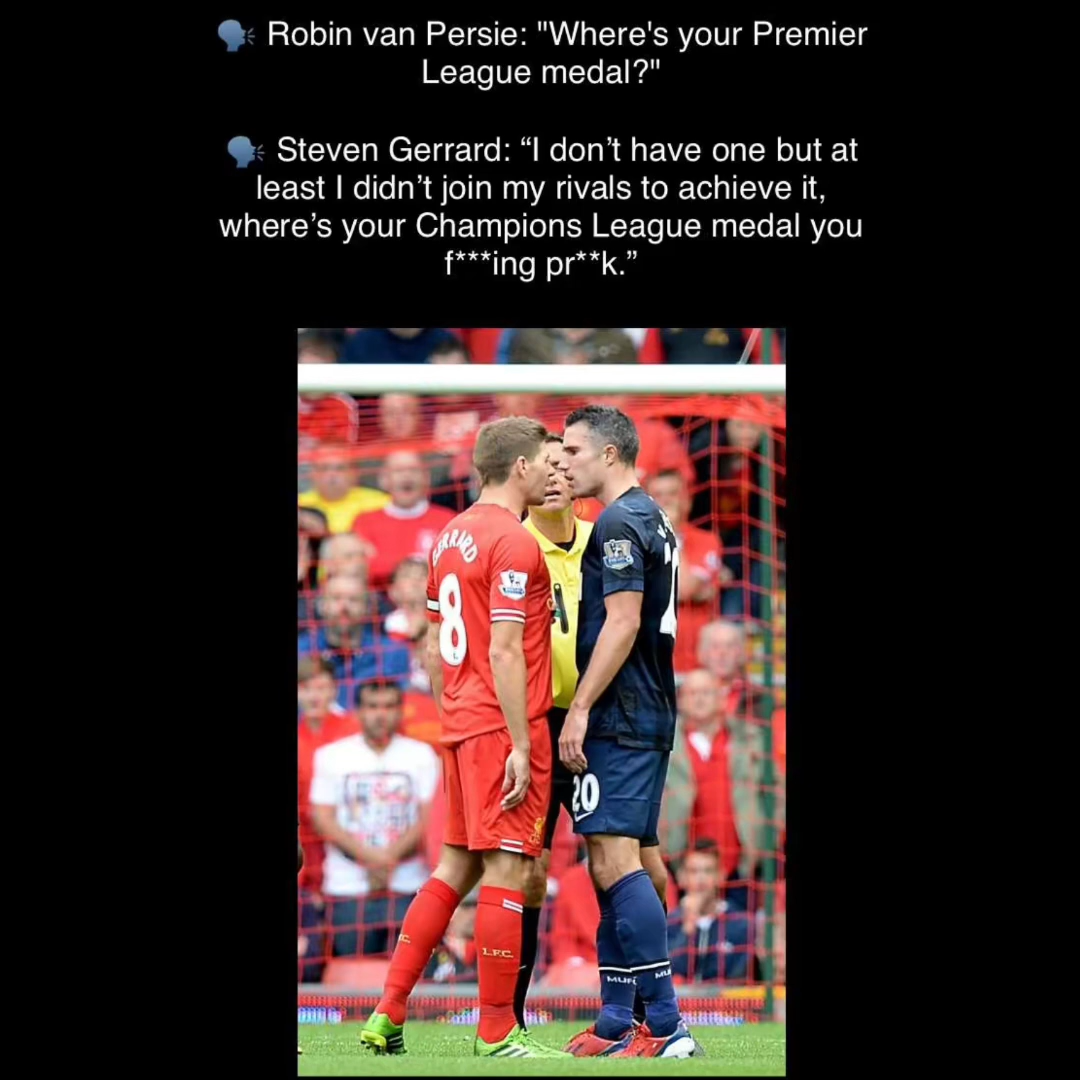 🗣️ Robin van Persie: "Where's your Premier
League medal?"
🗣️ Steven Gerrard: “I don’t have one but at
least I didn’t join my rivals to achieve it,
where’s your Champions League medal you
f***ing pr**k.”
GERRARD
8
20
L.F.C.
MUFC